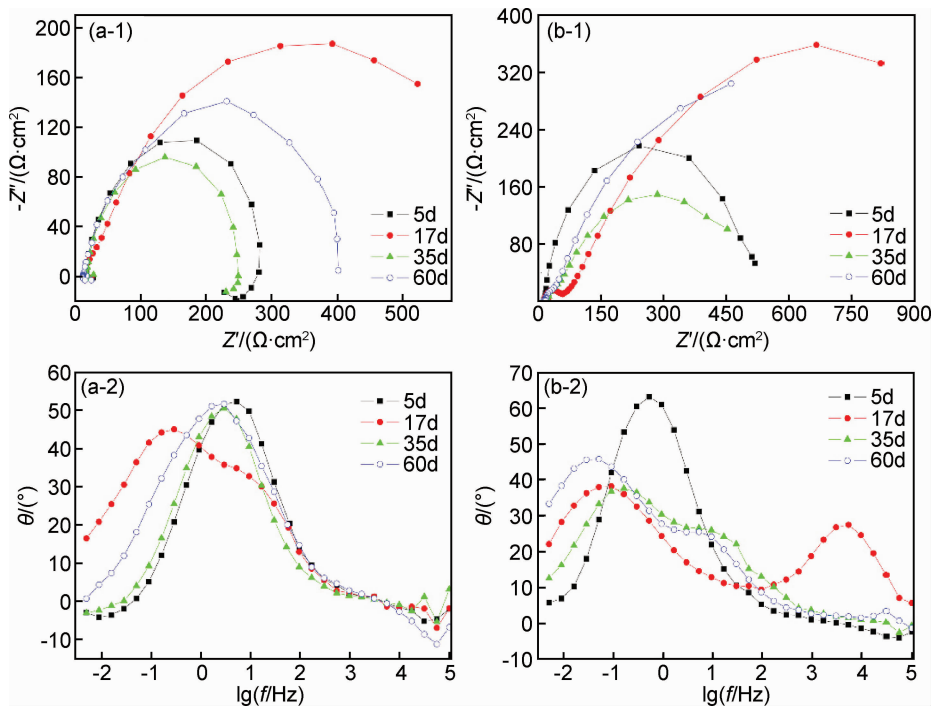 (a-1)
-Z″/(Ω·cm²)
200
160
120
80
40
0
0
100
200
300
400
500
Z′/(Ω·cm²)
5d
17d
35d
60d
(b-1)
-Z″/(Ω·cm²)
400
320
240
160
80
0
150
300
450
600
750
900
Z′/(Ω·cm²)
5d
17d
35d
60d
(a-2)
θ/(°)
60
50
40
30
20
10
0
-10
-2
-1
0
1
2
3
4
5
lg(f/Hz)
5d
17d
35d
60d
(b-2)
θ/(°)
70
60
50
40
30
20
10
0
-10
-2
-1
0
1
2
3
4
5
lg(f/Hz)
5d
17d
35d
60d